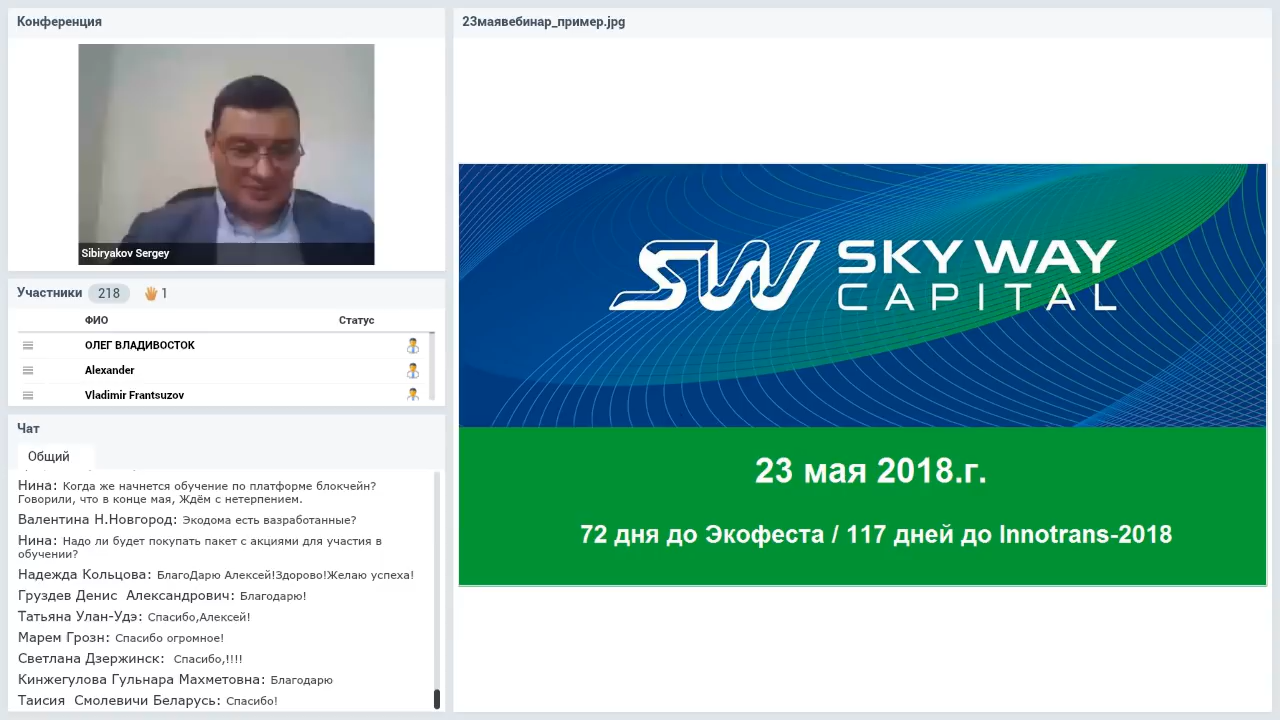 Конференция
Sibiryakov Sergey
Участники 218 1
ФИО Статус
ОЛЕГ ВЛАДИВОСТОК
Alexander
Vladimir Frantsuzov
Чат
Общий
Нина: Когда же начнется обучение по платформе блокчейн?
Говорили, что в конце мая, Ждём с нетерпением.
Валентина Н.Новгород: Экодома есть вазработанные?
Нина: Надо ли будет покупать пакет с акциями для участия в
обучении?
Надежда Кольцова: БлагоДарю Алексей!Здорово!Желаю успеха!
Груздев Денис Александрович: Благодарю!
Татьяна Улан-Удэ: Спасибо,Алексей!
Марем Грозн: Спасибо огромное!
Светлана Дзержинск: Спасибо,!!!!
Кинжегулова Гульнара Махметовна: Благодарю
Таисия Смолевичи Беларусь: Спасибо!
23маявебинар_пример.jpg
SW SKY WAY
CAPITAL
23 мая 2018.г.
72 дня до Экофеста / 117 дней до Innotrans-2018